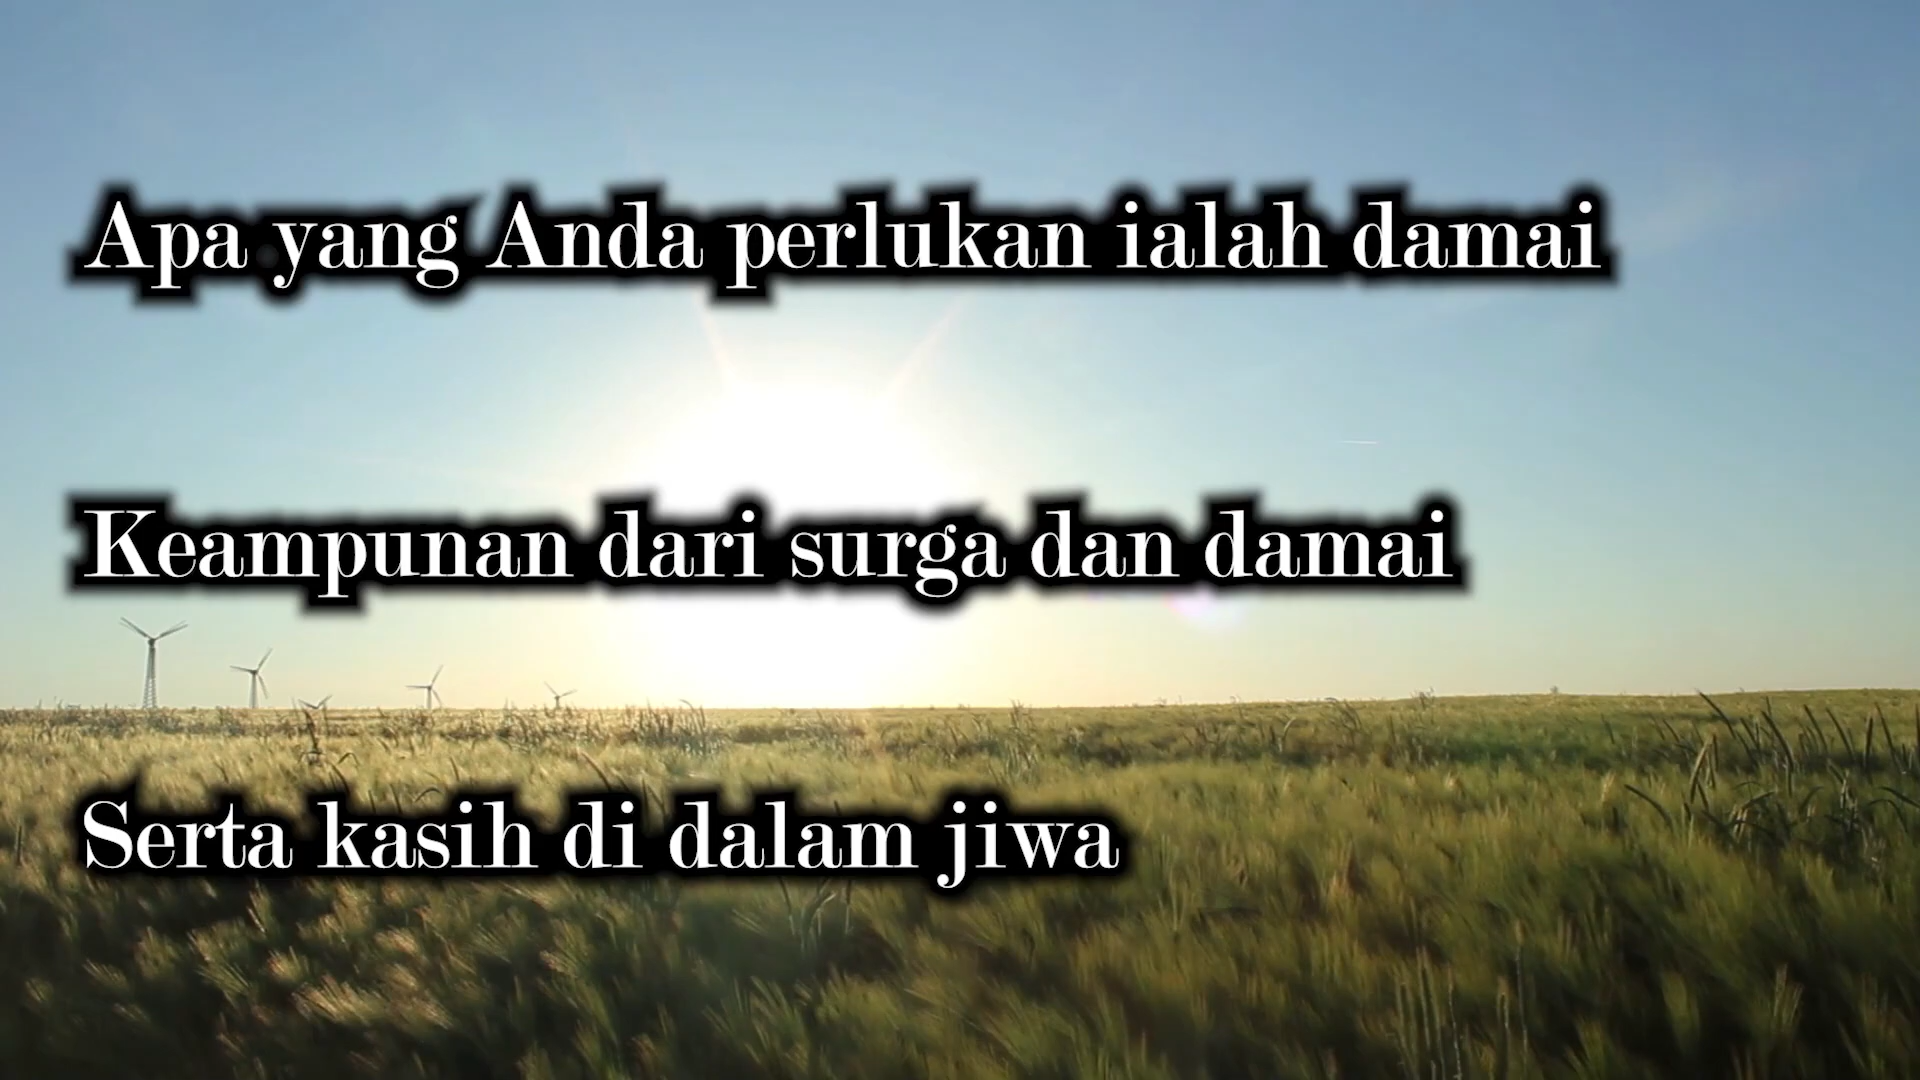 Apa yang Anda perlukan ialah damai
Keampunan dari surga dan damai
Serta kasih di dalam jiwa